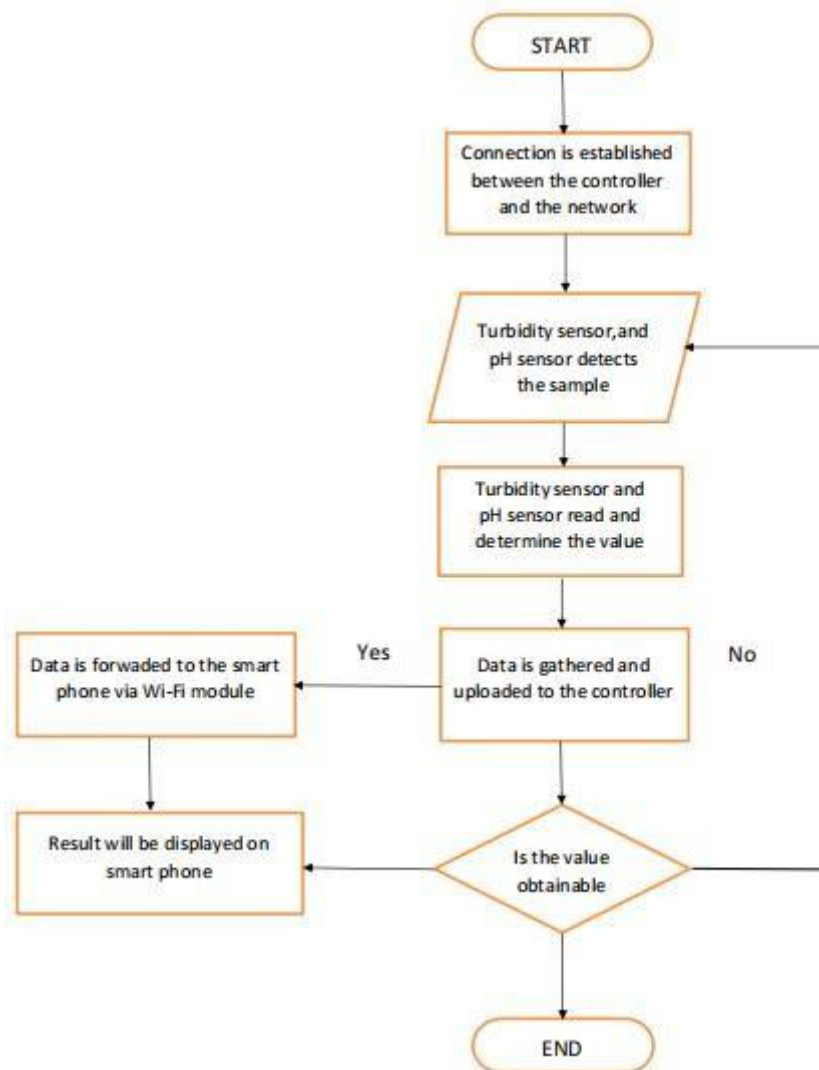 START
Connection is established
between the controller
and the network
Turbidity sensor,and
pH sensor detects
the sample
Turbidity sensor and
pH sensor read and
determine the value
Yes
No
Data is forwaded to the smart
phone via Wi-Fi module
Data is gathered and
uploaded to the controller
Result will be displayed on
smart phone
Is the value
obtainable
END